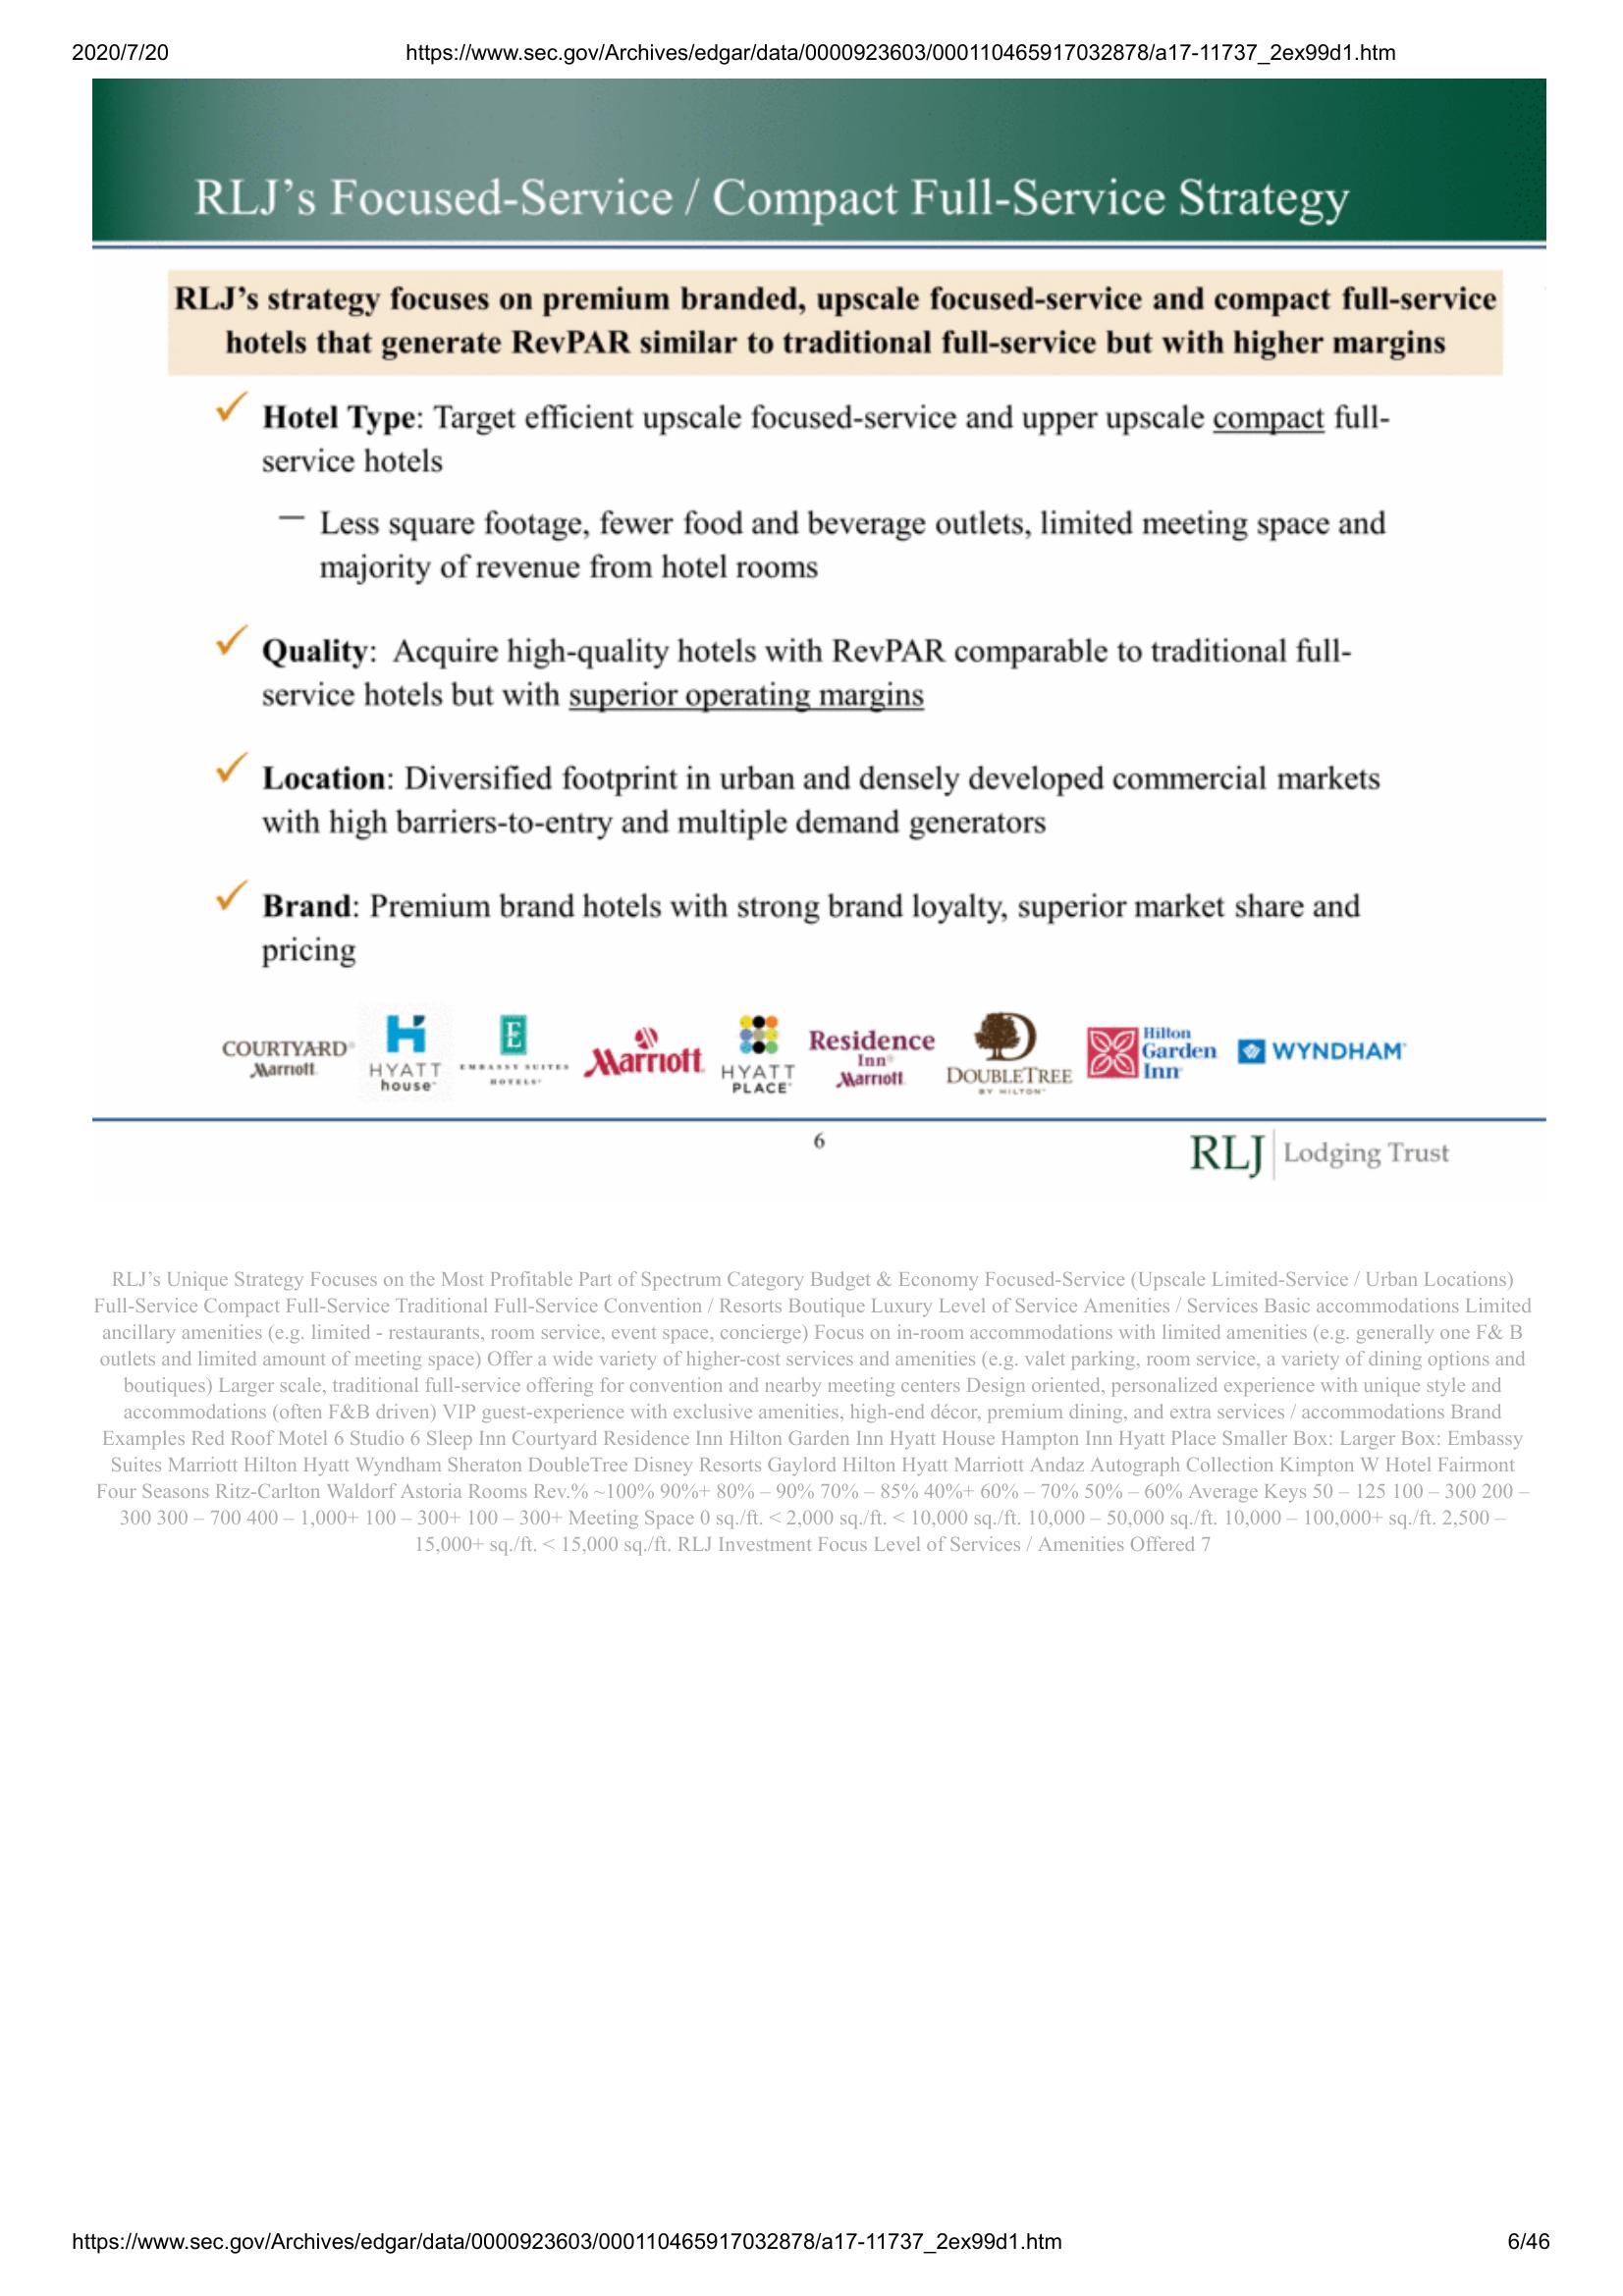 2020/7/20 https://www.sec.gov/Archives/edgar/data/0000923603/000110465917032878/a17-11737_2ex99d1.htm
RLJ’s Focused-Service / Compact Full-Service Strategy
RLJ’s strategy focuses on premium branded, upscale focused-service and compact full-service
hotels that generate RevPAR similar to traditional full-service but with higher margins
✓ Hotel Type: Target efficient upscale focused-service and upper upscale compact full-
service hotels
— Less square footage, fewer food and beverage outlets, limited meeting space and
majority of revenue from hotel rooms
✓ Quality: Acquire high-quality hotels with RevPAR comparable to traditional full-
service hotels but with superior operating margins
✓ Location: Diversified footprint in urban and densely developed commercial markets
with high barriers-to-entry and multiple demand generators
✓ Brand: Premium brand hotels with strong brand loyalty, superior market share and
pricing
COURTYARD®
Marriott
H
HYATT
house™
E
EMBASSY SUITES
HOTELS
Marriott
HYATT
PLACE
Residence
Inn®
Marriott
D
DOUBLETREE
BY HILTON™
Hilton
Garden
Inn
WYNDHAM
6
RLJ Lodging Trust
RLJ’s Unique Strategy Focuses on the Most Profitable Part of Spectrum Category Budget & Economy Focused-Service (Upscale Limited-Service / Urban Locations)
Full-Service Compact Full-Service Traditional Full-Service Convention / Resorts Boutique Luxury Level of Service Amenities / Services Basic accommodations Limited
ancillary amenities (e.g. limited - restaurants, room service, event space, concierge) Focus on in-room accommodations with limited amenities (e.g. generally one F& B
outlets and limited amount of meeting space) Offer a wide variety of higher-cost services and amenities (e.g. valet parking, room service, a variety of dining options and
boutiques) Larger scale, traditional full-service offering for convention and nearby meeting centers Design oriented, personalized experience with unique style and
accommodations (often F&B driven) VIP guest-experience with exclusive amenities, high-end décor, premium dining, and extra services / accommodations Brand
Examples Red Roof Motel 6 Studio 6 Sleep Inn Courtyard Residence Inn Hilton Garden Inn Hyatt House Hampton Inn Hyatt Place Smaller Box: Larger Box: Embassy
Suites Marriott Hilton Hyatt Wyndham Sheraton DoubleTree Disney Resorts Gaylord Hilton Hyatt Marriott Andaz Autograph Collection Kimpton W Hotel Fairmont
Four Seasons Ritz-Carlton Waldorf Astoria Rooms Rev.% ~100% 90%+ 80% – 90% 70% – 85% 40%+ 60% – 70% 50% – 60% Average Keys 50 – 125 100 – 300 200 –
300 300 – 700 400 – 1,000+ 100 – 300+ 100 – 300+ Meeting Space 0 sq./ft. < 2,000 sq./ft. < 10,000 sq./ft. 10,000 – 50,000 sq./ft. 10,000 – 100,000+ sq./ft. 2,500 –
15,000+ sq./ft. < 15,000 sq./ft. RLJ Investment Focus Level of Services / Amenities Offered 7
https://www.sec.gov/Archives/edgar/data/0000923603/000110465917032878/a17-11737_2ex99d1.htm 6/46